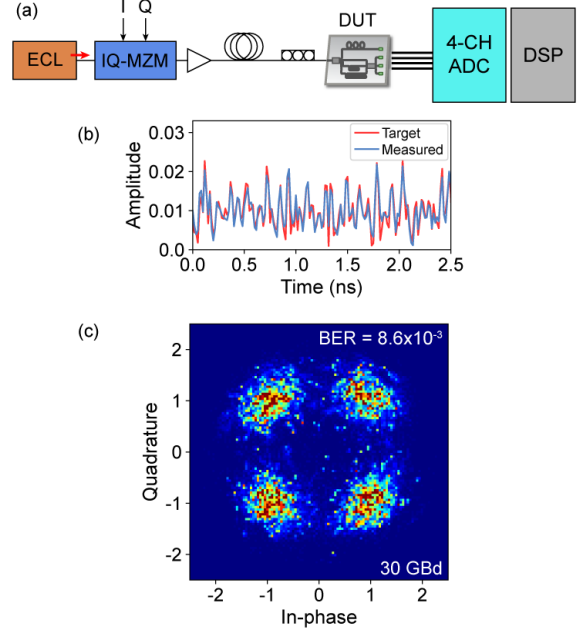 (a)
I Q
ECL
IQ-MZM
DUT
4-CH
ADC
DSP
(b)
Amplitude
0.03
0.02
0.01
0.0
Target
Measured
0.0 0.5 1.0 1.5 2.0 2.5
Time (ns)
(c)
Quadrature
2
1
0
-1
-2
BER = 8.6x10⁻³
30 GBd
-2 -1 0 1 2
In-phase